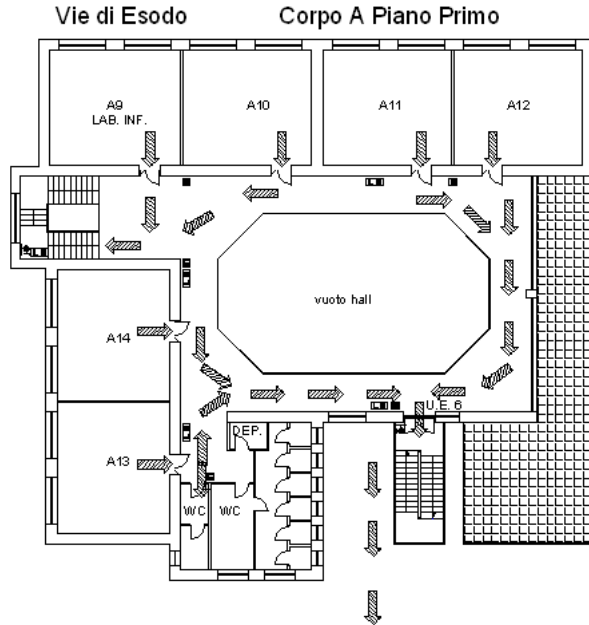 Vie di Esodo Corpo A Piano Primo
A9
LAB. INF.
A10
A11
A12
vuoto hall
A14
U.E. 6
DEP.
A13
WC
WC